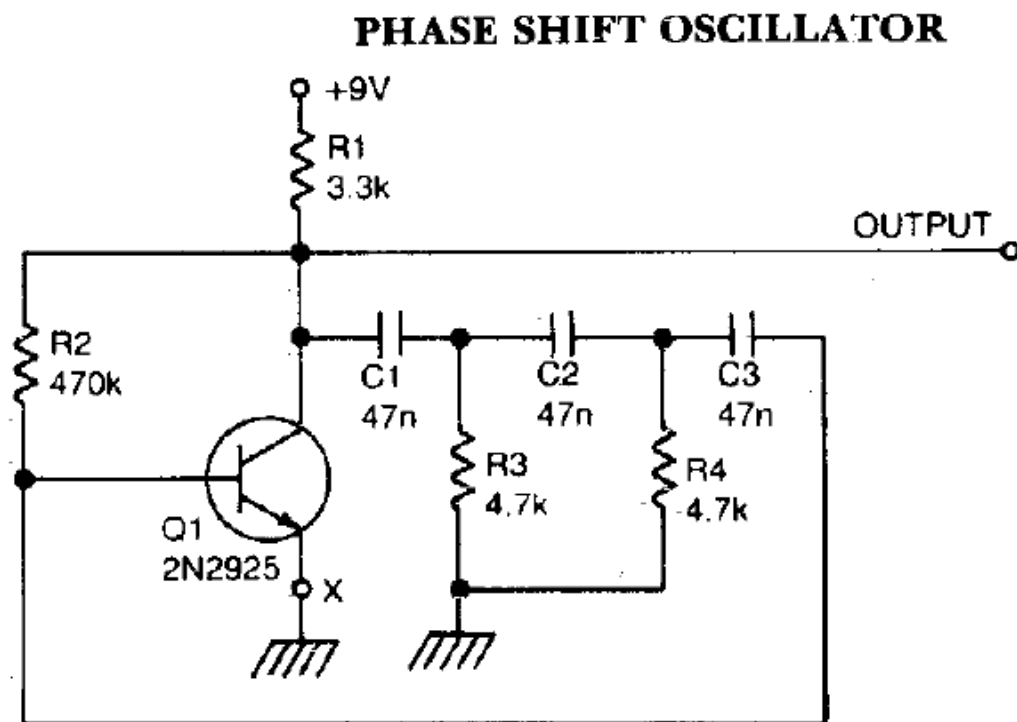 PHASE SHIFT OSCILLATOR
+9V
R1
3.3k
OUTPUT
R2
470k
C1
47n
C2
47n
C3
47n
R3
4.7k
R4
4.7k
Q1
2N2925
X